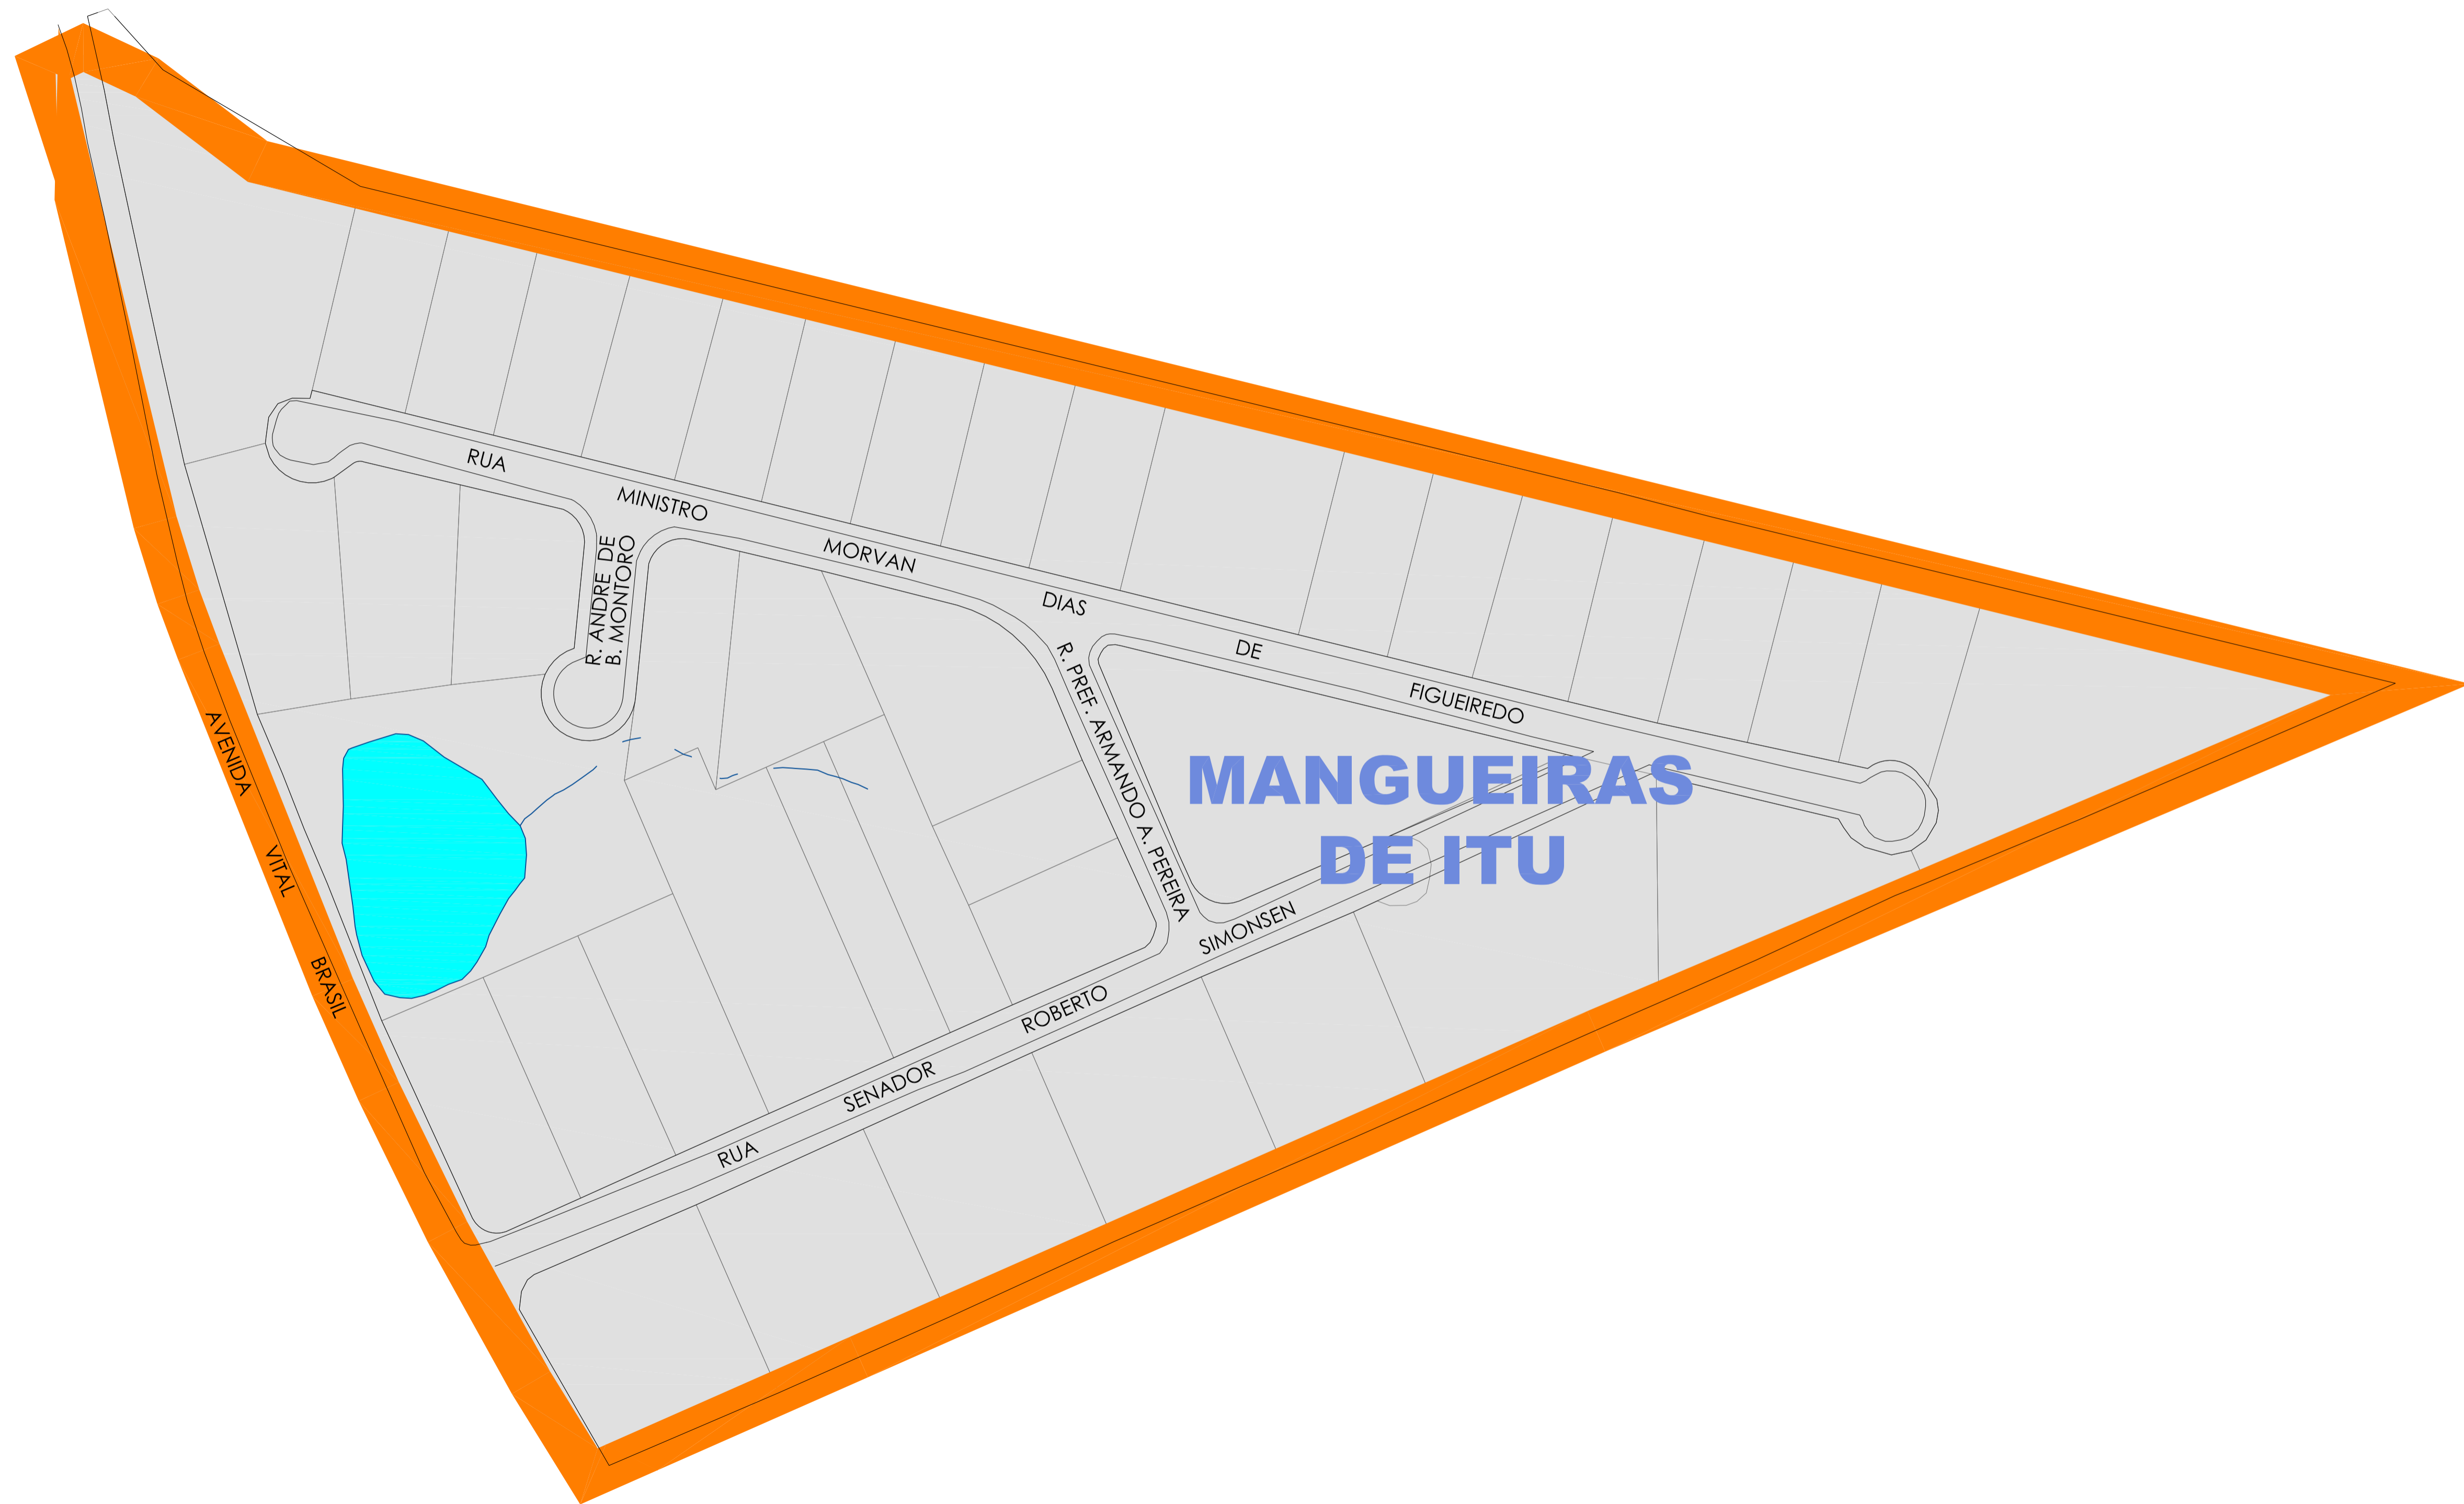 RUA MINISTRO MORVAN DIAS DE FIGUEIREDO
R. ANDRE DE
B. MONTORO
R. PREF. ARMANDO A. PEREIRA
MANGUEIRAS
DE ITU
AVENIDA VITAL BRASIL
RUA SENADOR ROBERTO SIMONSEN